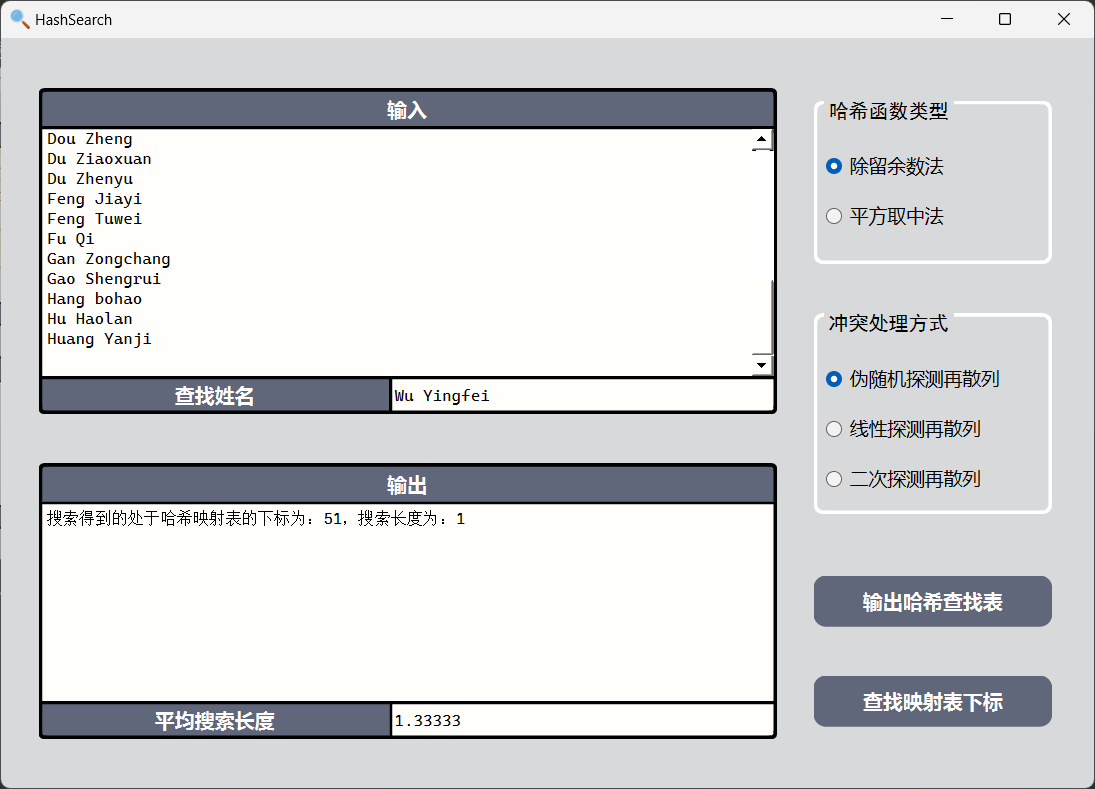 HashSearch
输入
Dou Zheng
Du Ziaoxuan
Du Zhenyu
Feng Jiayi
Feng Tuwei
Fu Qi
Gan Zongchang
Gao Shengrui
Hang bohao
Hu Haolan
Huang Yanji
查找姓名
Wu Yingfei
输出
搜索得到的处于哈希映射表的下标为：51，搜索长度为：1
平均搜索长度
1.33333
哈希函数类型
除留余数法
平方取中法
冲突处理方式
伪随机探测再散列
线性探测再散列
二次探测再散列
输出哈希查找表
查找映射表下标